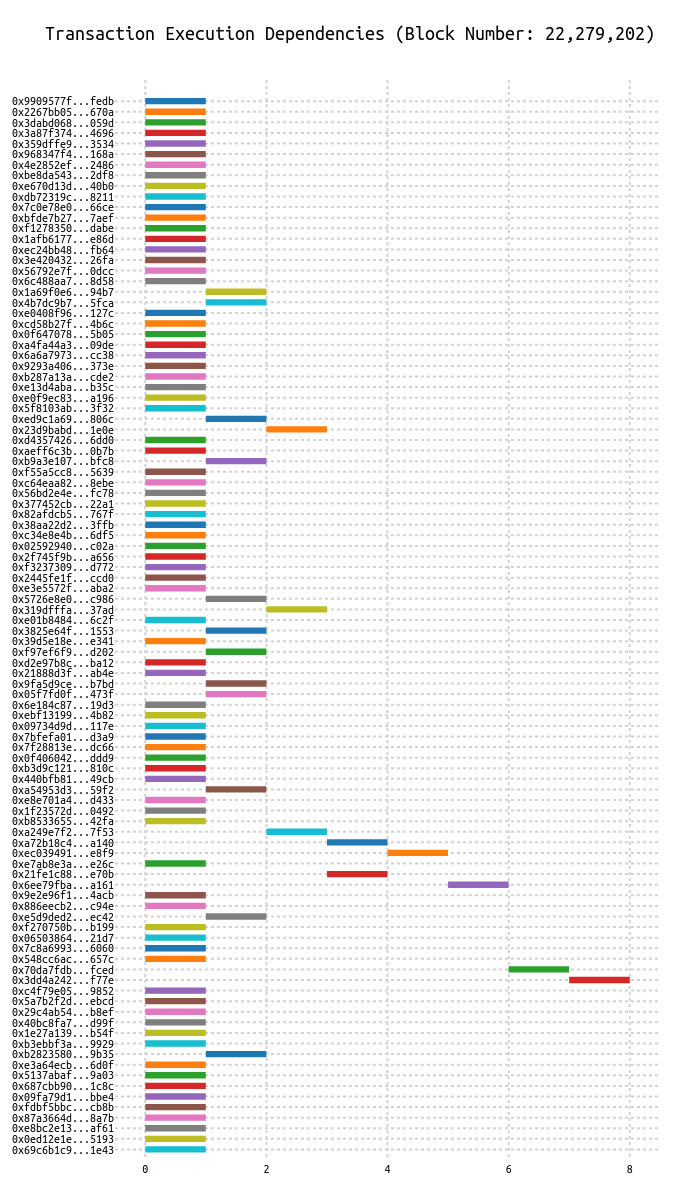 Transaction Execution Dependencies (Block Number: 22,279,202)
0x9909577f...fedb
0x2267bb05...670a
0x3dabd068...059d
0x3a87f374...4696
0x359dffe9...3534
0x968347f4...168a
0x4e2852ef...2486
0xbe8da543...2df8
0xe670d13d...40b0
0xdb72319c...8211
0x7c0e78e0...66ce
0xbfde7b27...7aef
0xf1278350...dabe
0x1afb6177...e86d
0xec24bb48...fb64
0x3e420432...26fa
0x56792e7f...0dcc
0x6c488aa7...8d58
0x1a69f0e6...94b7
0x4b7dc9b7...5fca
0xe0408f96...127c
0xcd58b27f...4b6c
0x0f647078...5b05
0xa4fa44a3...09de
0x6a6a7973...cc38
0x9293a406...373e
0xb287a13a...cde2
0xe13d4aba...b35c
0xe0f9ec83...a196
0x5f8103ab...3f32
0xed9c1a69...806c
0x23d9babd...1e0e
0xd4357426...6dd0
0xaeff6c3b...0b7b
0xb9a3e107...bfc8
0xf55a5cc8...5639
0xc64eaa82...8ebe
0x56bd2e4e...fc78
0x377452cb...22a1
0x82afdcb5...767f
0x38aa22d2...3ffb
0xc34e8e4b...6df5
0x02592940...c02a
0x2f745f9b...a656
0xf3237309...d772
0x2445fe1f...ccd0
0xe3e5572f...aba2
0x5726e8e0...c986
0x319dfffa...37ad
0xe01b8484...6c2f
0x3825e64f...1553
0x39d5e18e...e341
0xf97ef6f9...d202
0xd2e97b8c...ba12
0x21888d3f...ab4e
0x9fa5d9ce...b7bd
0x05f7fd0f...473f
0x6e184c87...19d3
0xebf13199...4b82
0x09734d9d...117e
0x7bfefa01...d3a9
0x7f28813e...dc66
0x0f406042...ddd9
0xb3d9c121...810c
0x440bfb81...49cb
0xa54953d3...59f2
0xe8e701a4...d433
0x1f23572d...0492
0xb8533655...42fa
0xa249e7f2...7f53
0xa72b18c4...a140
0xec039491...e8f9
0xe7ab8e3a...e26c
0x21fe1c88...e70b
0x6ee79fba...a161
0x9e2e96f1...4acb
0x886eecb2...c94e
0xe5d9ded2...ec42
0xf270750b...b199
0x06503864...21d7
0x7c8a6993...6060
0x548cc6ac...657c
0x70da7fdb...fced
0x3dd4a242...f77e
0xc4f79e05...9852
0x5a7b2f2d...ebcd
0x29c4ab54...b8ef
0x40bc8fa7...d99f
0x1e27a139...b54f
0xb3ebbf3a...9929
0xb2823580...9b35
0xe3a64ecb...6d0f
0x5137abaf...9a03
0x687cbb90...1c8c
0x09fa79d1...bbe4
0xfdbf5bbc...cb8b
0x87a3664d...8a7b
0xe8bc2e13...af61
0x0ed12e1e...5193
0x69c6b1c9...1e43
0 2 4 6 8